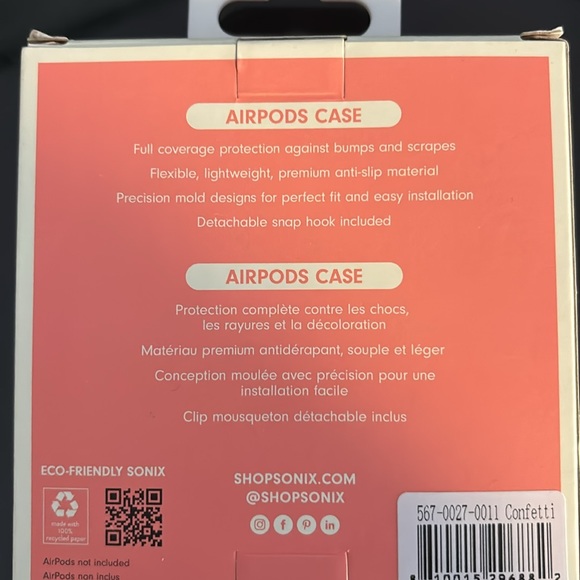 AIRPODS CASE
Full coverage protection against bumps and scrapes
Flexible, lightweight, premium anti-slip material
Precision mold designs for perfect fit and easy installation
Detachable snap hook included
AIRPODS CASE
Protection complète contre les chocs,
les rayures et la décoloration
Matériau premium antidérapant, souple et léger
Conception moulée avec précision pour une
installation facile
Clip mousqueton détachable inclus
ECO-FRIENDLY SONIX
made with
100%
recycled paper
AirPods not included
AirPods non inclus
SHOPSONIX.COM
@SHOPSONIX
567-0027-0011 Confetti